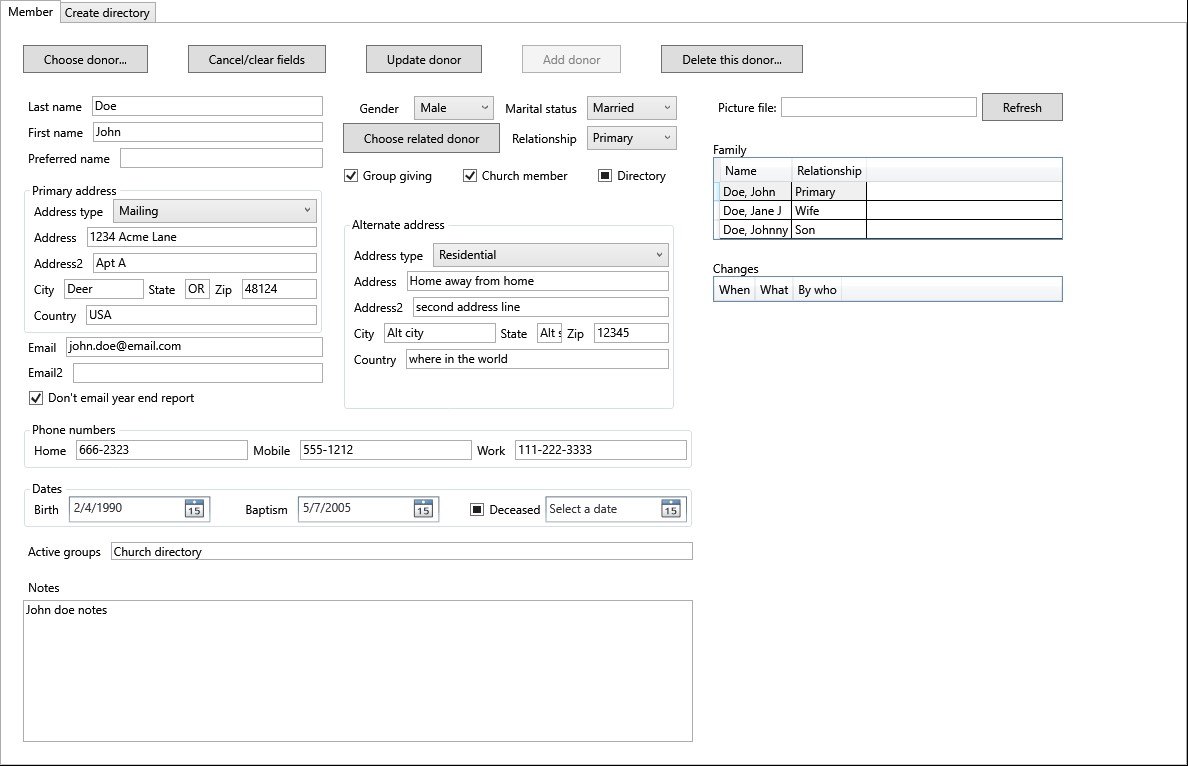 Member Create directory
Choose donor... Cancel/clear fields Update donor Add donor Delete this donor...
Last name Doe
First name John
Preferred name
Gender Male Marital status Married
Choose related donor Relationship Primary
Group giving Church member Directory
Picture file: Refresh
Family
Name Relationship
Doe, John Primary
Doe, Jane J Wife
Doe, Johnny Son
Changes
When What By who
Primary address
Address type Mailing
Address 1234 Acme Lane
Address2 Apt A
City Deer State OR Zip 48124
Country USA
Email john.doe@email.com
Email2
Don't email year end report
Alternate address
Address type Residential
Address Home away from home
Address2 second address line
City Alt city State Alt s Zip 12345
Country where in the world
Phone numbers
Home 666-2323 Mobile 555-1212 Work 111-222-3333
Dates
Birth 2/4/1990 15 Baptism 5/7/2005 15 Deceased Select a date 15
Active groups Church directory
Notes
John doe notes